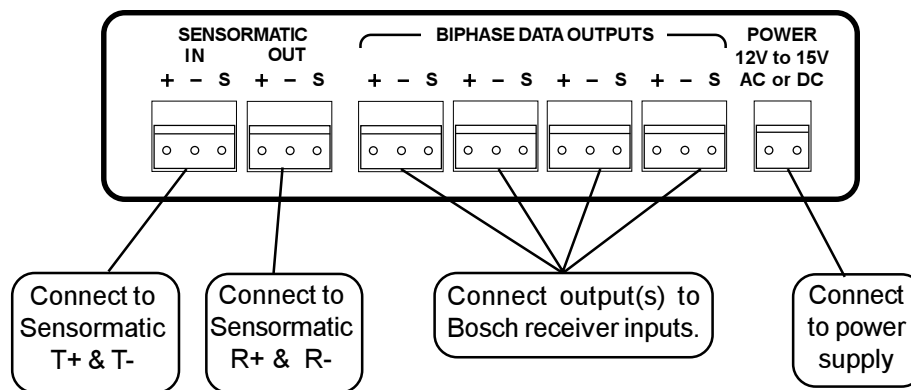 SENSORMATIC
IN OUT
+ – S + – S
BIPHASE DATA OUTPUTS
+ – S + – S + – S + – S
POWER
12V to 15V
AC or DC
Connect to
Sensormatic
T+ & T-
Connect to
Sensormatic
R+ & R-
Connect output(s) to
Bosch receiver inputs.
Connect
to power
supply